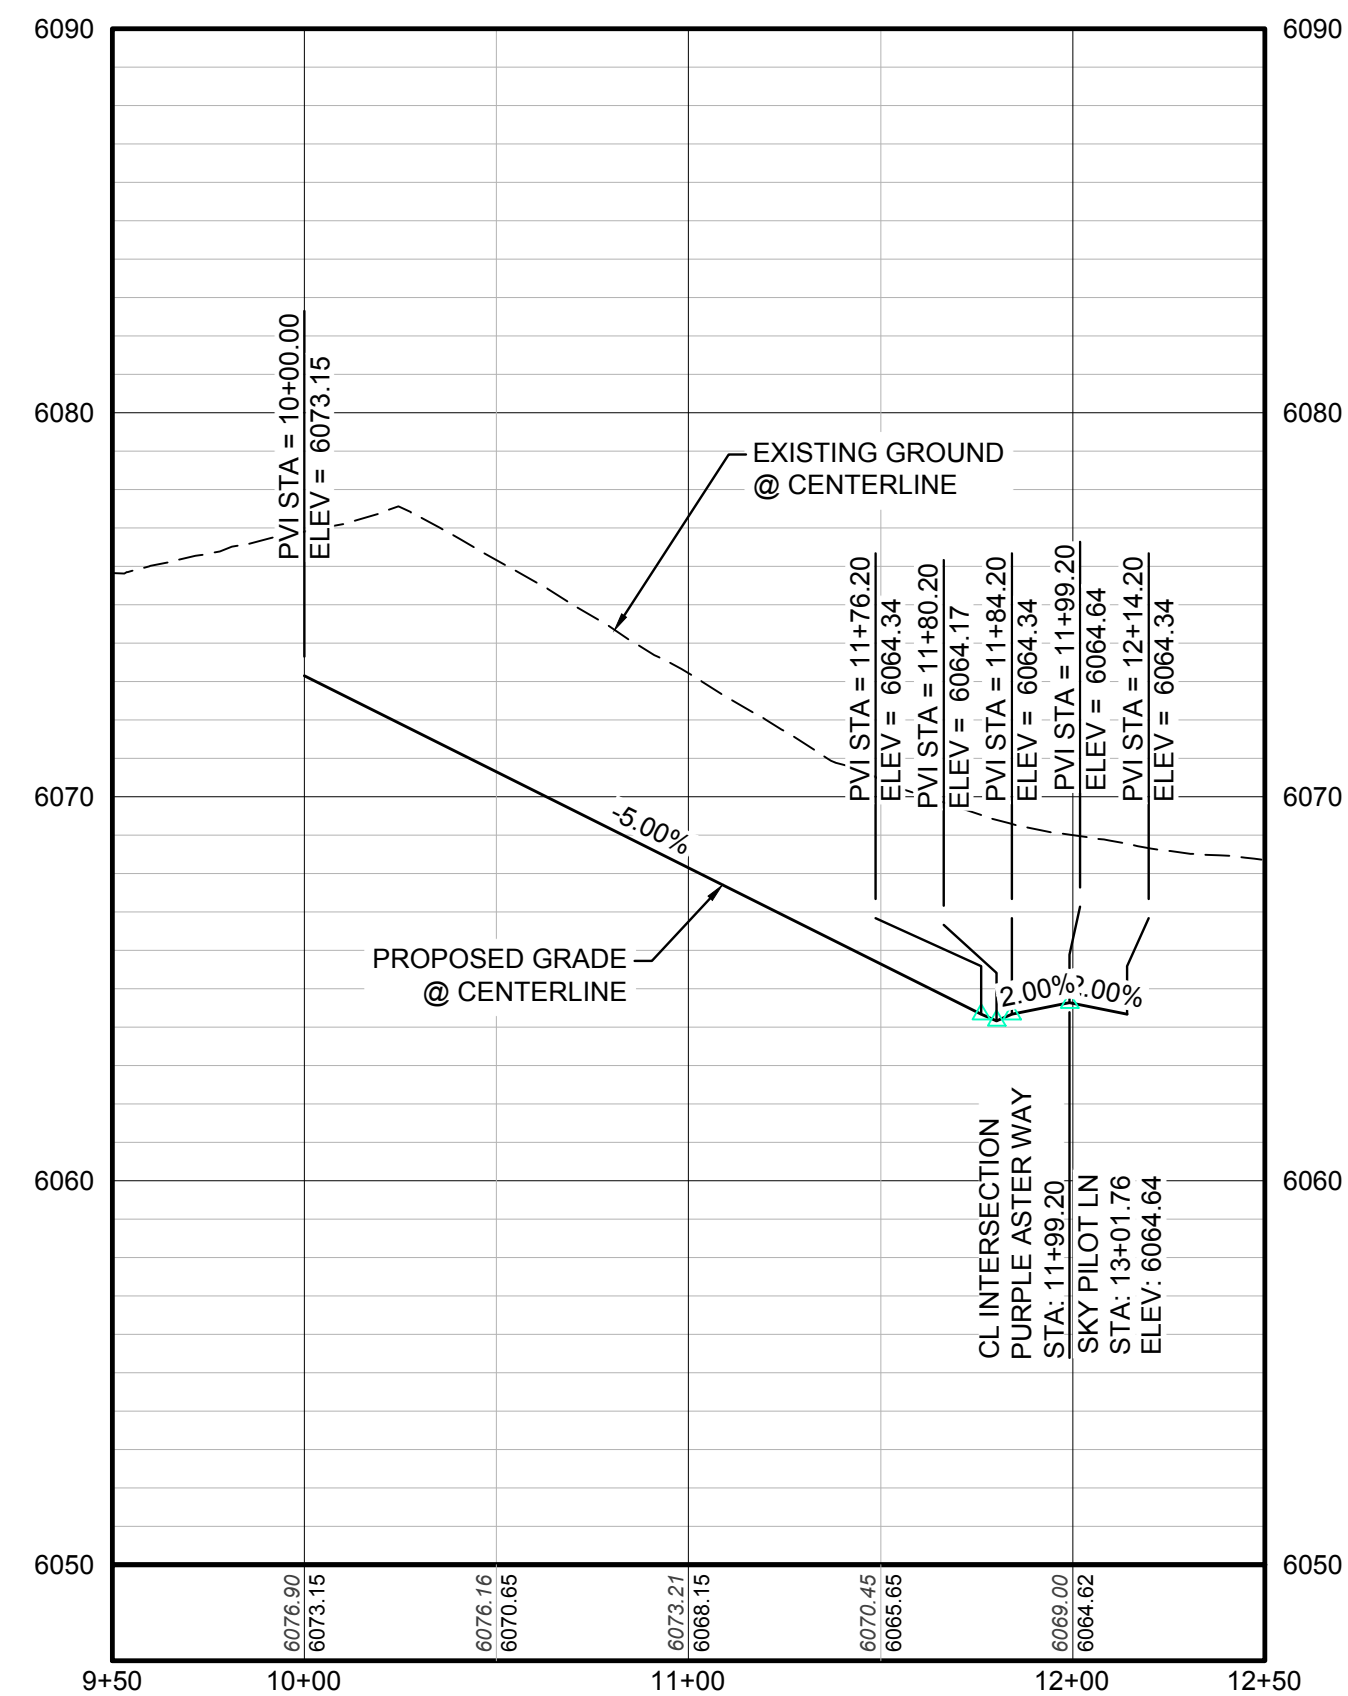 6090
6090
PVI STA = 10+00.00
ELEV = 6073.15
6080
6080
EXISTING GROUND
@ CENTERLINE
PVI STA = 11+76.20
ELEV = 6064.34
PVI STA = 11+80.20
ELEV = 6064.17
PVI STA = 11+84.20
ELEV = 6064.34
PVI STA = 11+99.20
ELEV = 6064.64
PVI STA = 12+14.20
ELEV = 6064.34
6070
6070
-5.00%
PROPOSED GRADE
@ CENTERLINE
2.00%
.00%
CL INTERSECTION
PURPLE ASTER WAY
STA: 11+99.20
SKY PILOT LN
STA: 13+01.76
ELEV: 6064.64
6060
6060
6050
6050
6076.90
6073.15
6076.16
6070.65
6073.21
6068.15
6070.45
6065.65
6069.00
6064.62
9+50
10+00
11+00
12+00
12+50